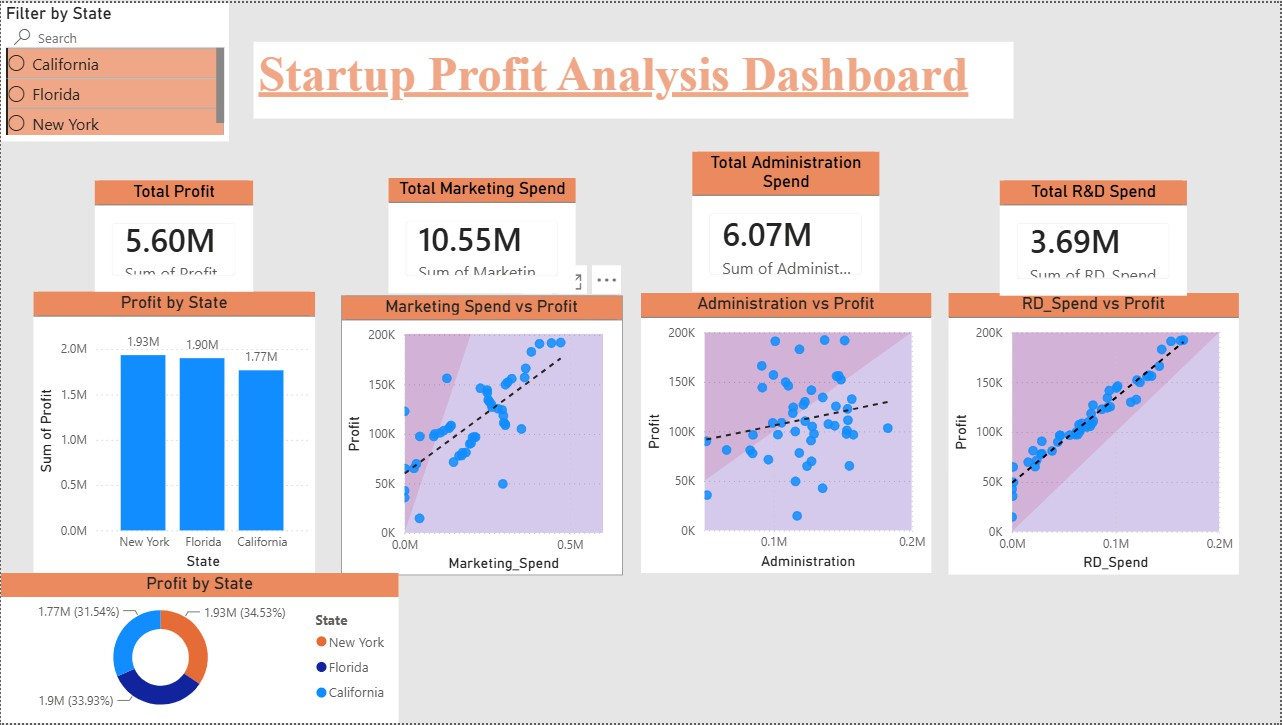 Filter by State
Search
California
Florida
New York
Startup Profit Analysis Dashboard
Total Profit
5.60M
Sum of Profit
Total Marketing Spend
10.55M
Sum of Marketin
Total Administration
Spend
6.07M
Sum of Administ...
Total R&D Spend
3.69M
Sum of RD_Spend
Profit by State
Sum of Profit
2.0M
1.5M
1.0M
0.5M
0.0M
1.93M
1.90M
1.77M
New York
Florida
California
State
Marketing Spend vs Profit
Profit
200K
150K
100K
50K
0K
0.0M
0.5M
Marketing_Spend
Administration vs Profit
Profit
200K
150K
100K
50K
0K
0.1M
0.2M
Administration
RD_Spend vs Profit
Profit
200K
150K
100K
50K
0K
0.0M
0.1M
0.2M
RD_Spend
Profit by State
1.77M (31.54%)
1.93M (34.53%)
1.9M (33.93%)
State
New York
Florida
California